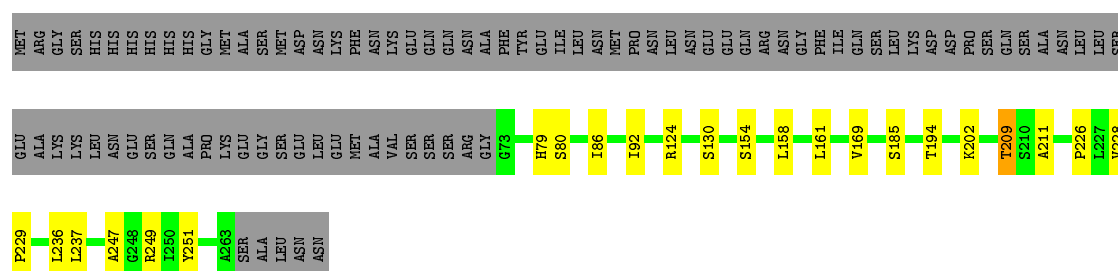 MET ARG GLY SER HIS HIS HIS HIS HIS HIS GLY MET ALA SER MET ASP ASN LYS PHE ASN LYS GLU GLN GLN ASN ALA PHE TYR GLU ILE LEU ASN MET PRO ASN LEU ASN GLU GLU GLN ARG ASN GLY PHE ILE GLN SER LEU LYS ASP ASP PRO SER GLN SER ALA ASN LEU LEU SER
GLU ALA LYS LYS LEU ASN GLU SER GLN ALA PRO LYS GLU GLY SER GLU LEU GLU MET ALA VAL SER SER SER ARG GLY G73 H79 S80 I86 I92 R124 S130 S154 L158 L161 V169 S185 T194 K202 T209 S210 A211 P226 L227 V228
P229 L236 L237 A247 G248 R249 I250 Y251 A263 SER ALA LEU ASN ASN